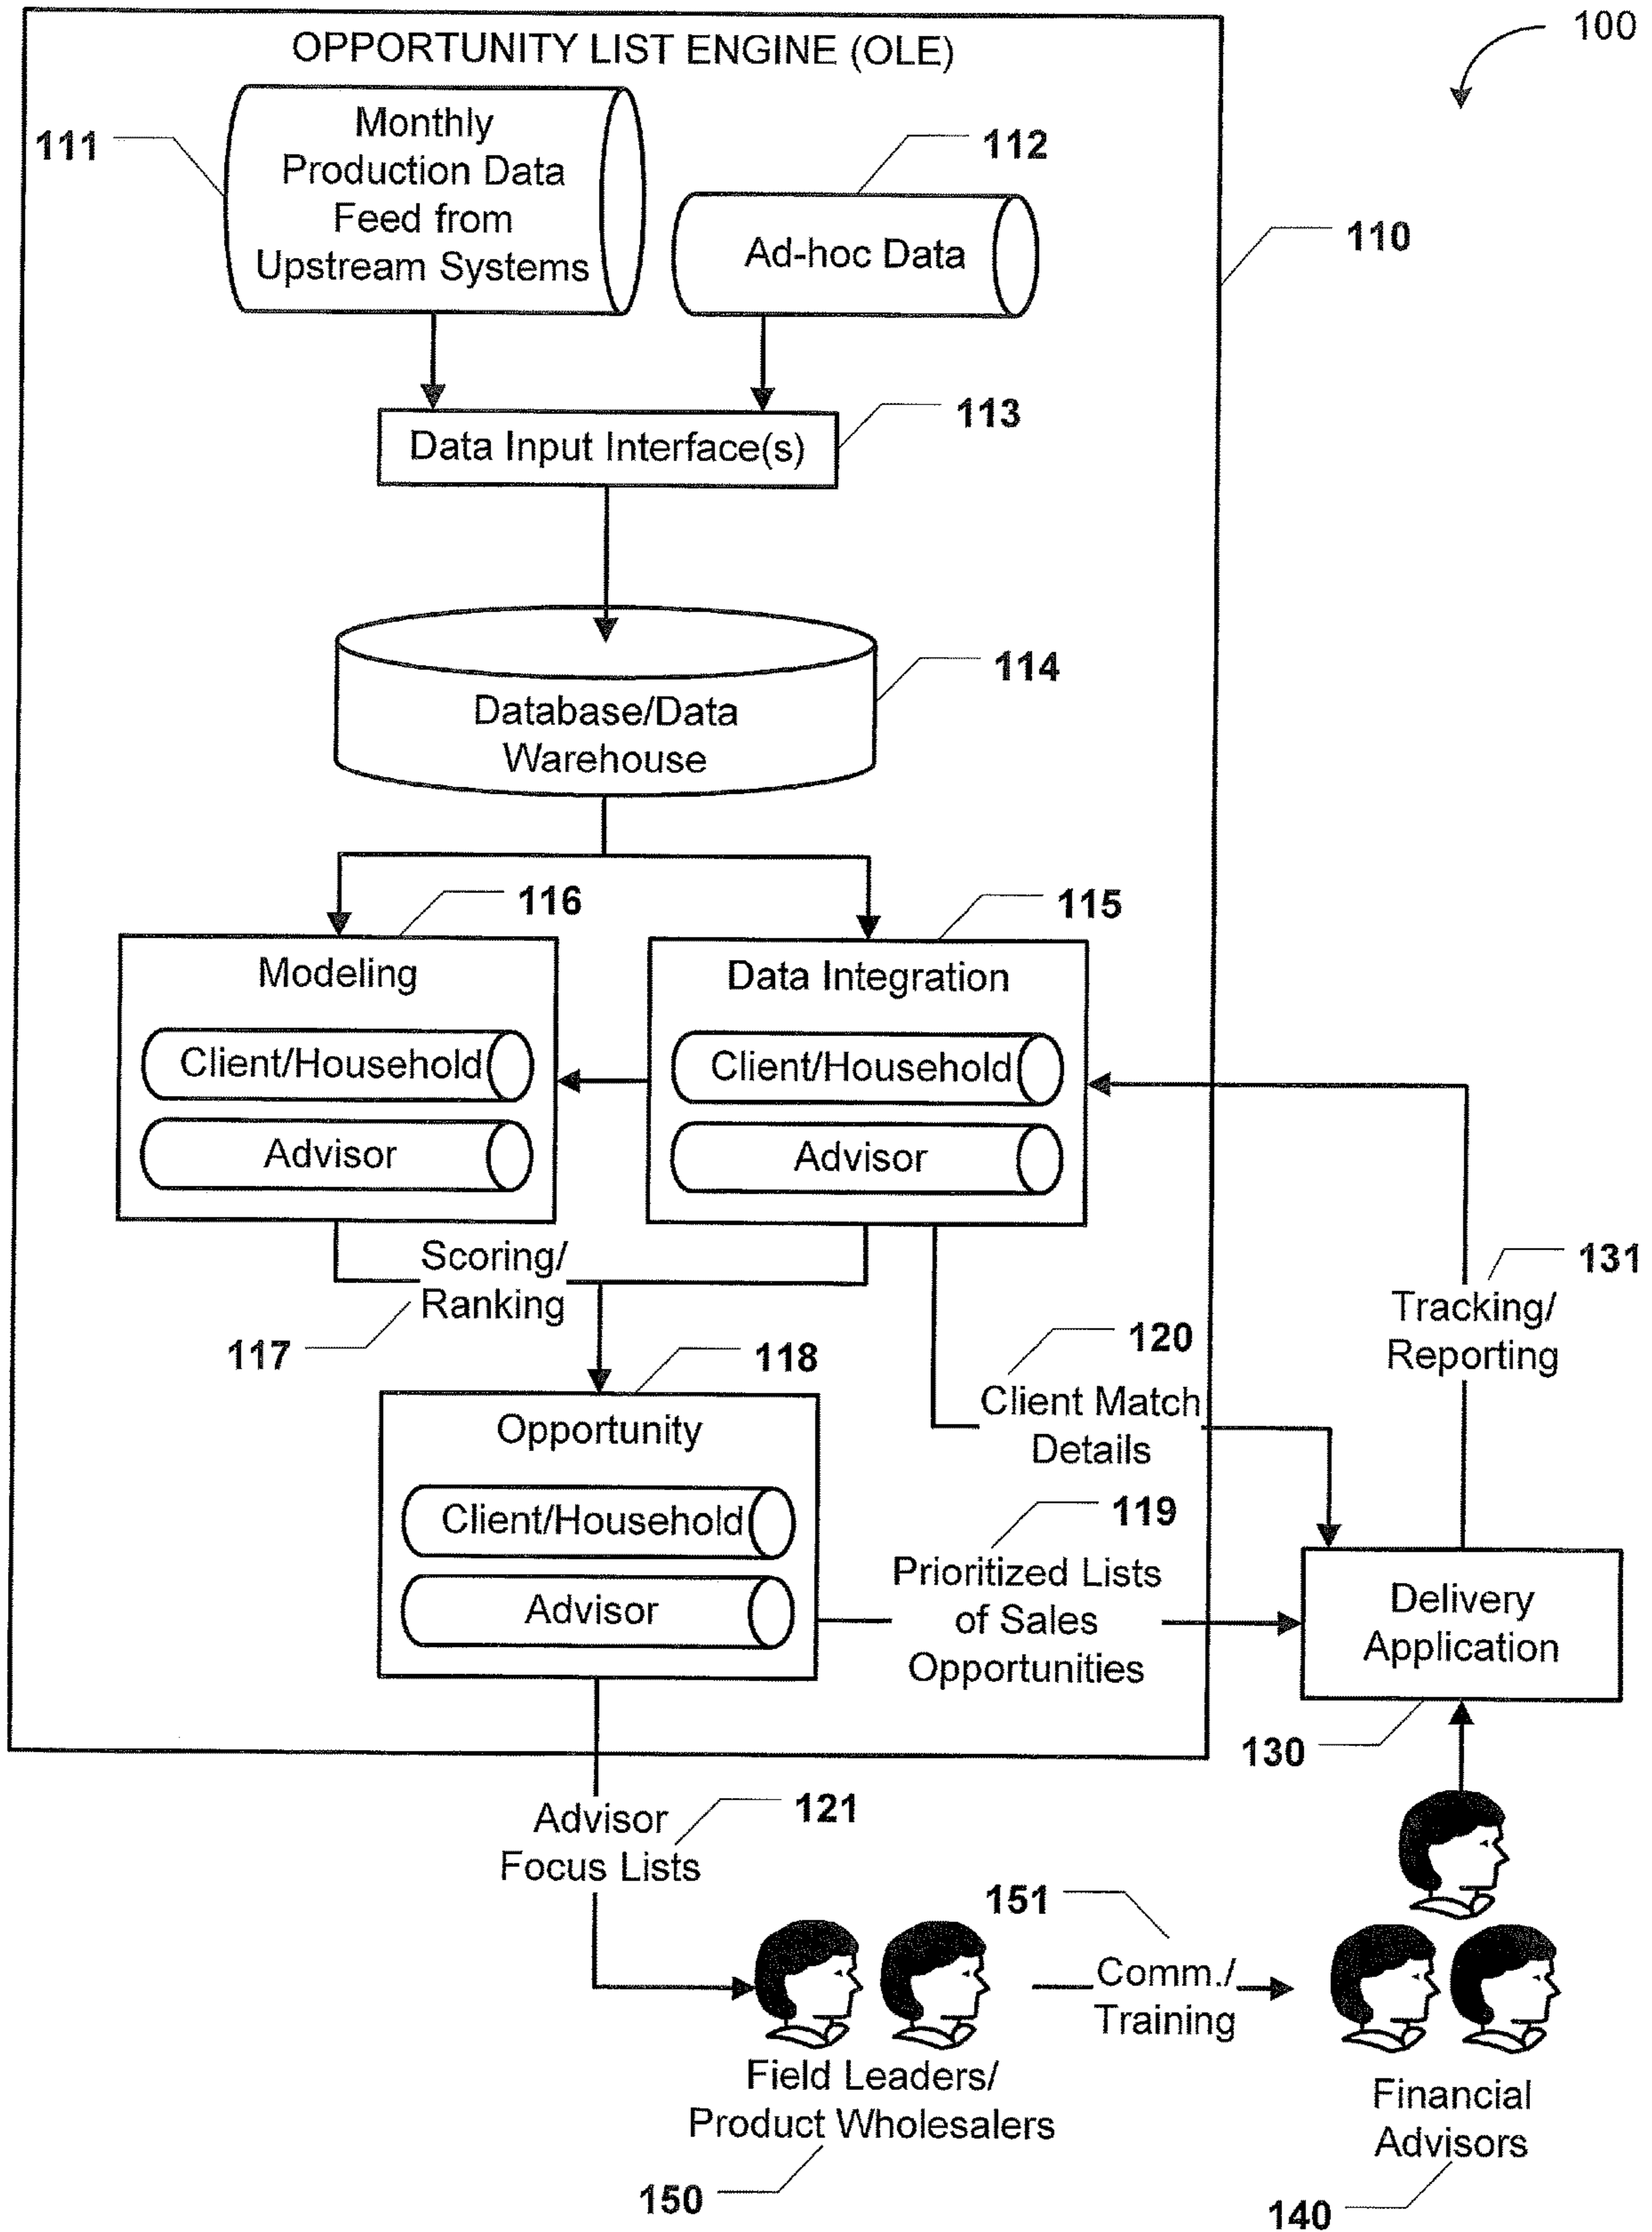 100
OPPORTUNITY LIST ENGINE (OLE)
111
Monthly
Production Data
Feed from
Upstream Systems
112
Ad-hoc Data
110
113
Data Input Interface(s)
114
Database/Data
Warehouse
116
115
Modeling
Client/Household
Advisor
Data Integration
Client/Household
Advisor
Scoring/
Ranking
117
131
Tracking/
Reporting
120
Client Match
Details
118
Opportunity
Client/Household
Advisor
119
Prioritized Lists
of Sales
Opportunities
Delivery
Application
130
121
Advisor
Focus Lists
151
Comm./
Training
Field Leaders/
Product Wholesalers
150
Financial
Advisors
140